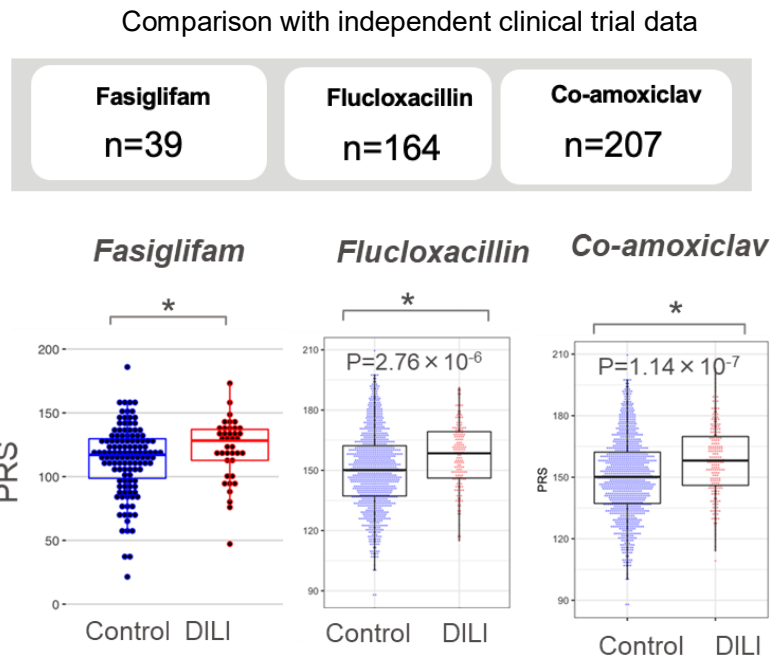 Comparison with independent clinical trial data
Fasiglifam
n=39
Flucloxacillin
n=164
Co-amoxiclav
n=207
Fasiglifam
*
PRS
200
150
100
50
0
Control DILI
Flucloxacillin
*
P=2.76×10-6
210
180
150
120
90
Control DILI
Co-amoxiclav
*
P=1.14×10-7
PRS
210
180
150
120
90
Control DILI